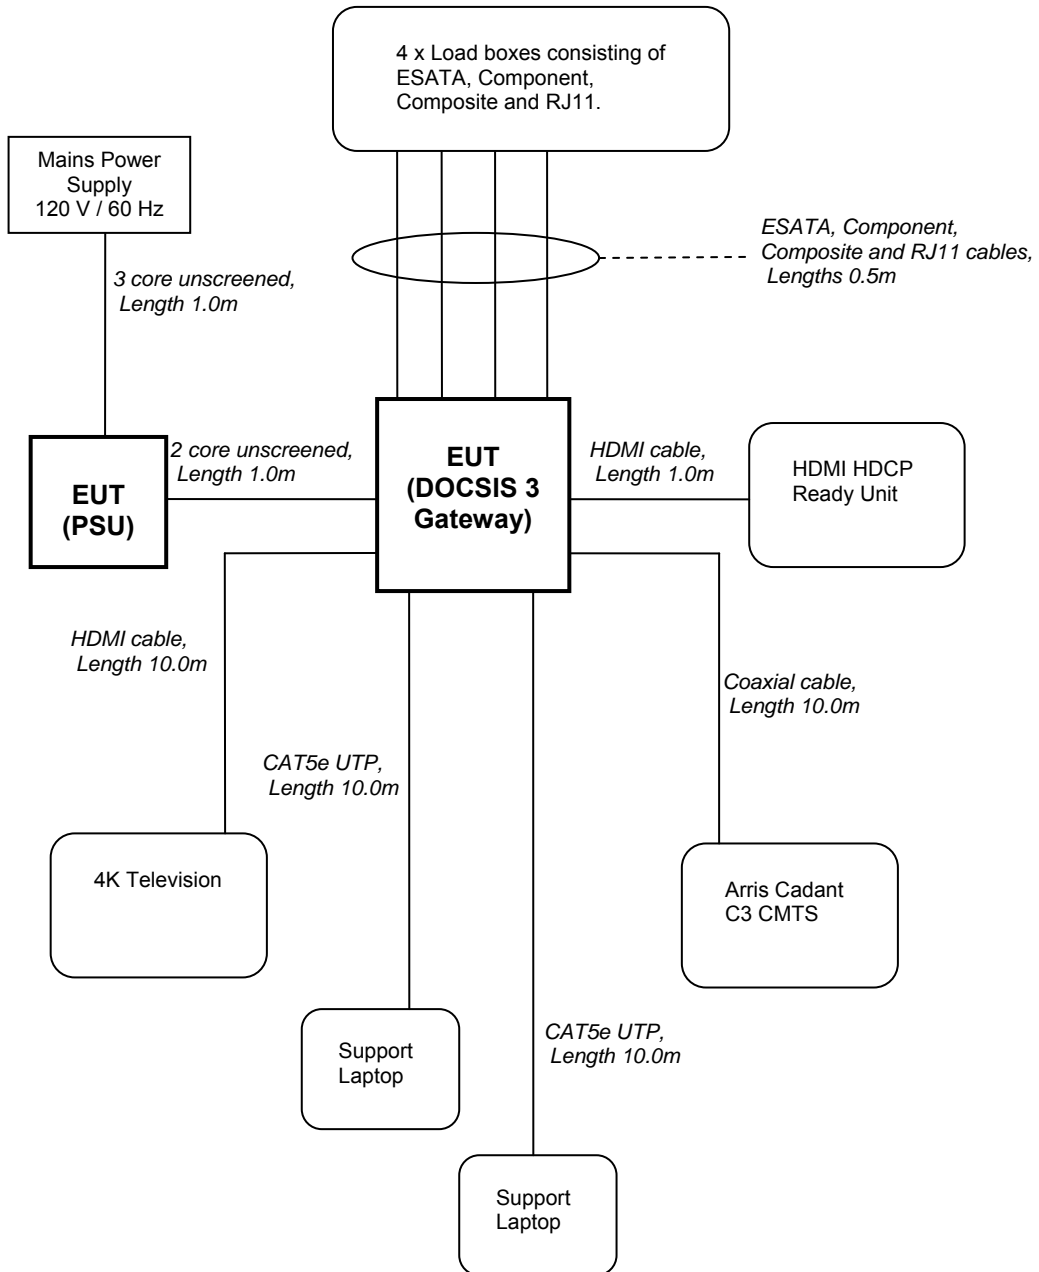 4 x Load boxes consisting of
ESATA, Component,
Composite and RJ11.
Mains Power
Supply
120 V / 60 Hz
ESATA, Component,
Composite and RJ11 cables,
Lengths 0.5m
3 core unscreened,
Length 1.0m
2 core unscreened,
Length 1.0m
EUT
(PSU)
EUT
(DOCSIS 3
Gateway)
HDMI cable,
Length 1.0m
HDMI HDCP
Ready Unit
HDMI cable,
Length 10.0m
Coaxial cable,
Length 10.0m
CAT5e UTP,
Length 10.0m
4K Television
Arris Cadant
C3 CMTS
Support
Laptop
CAT5e UTP,
Length 10.0m
Support
Laptop